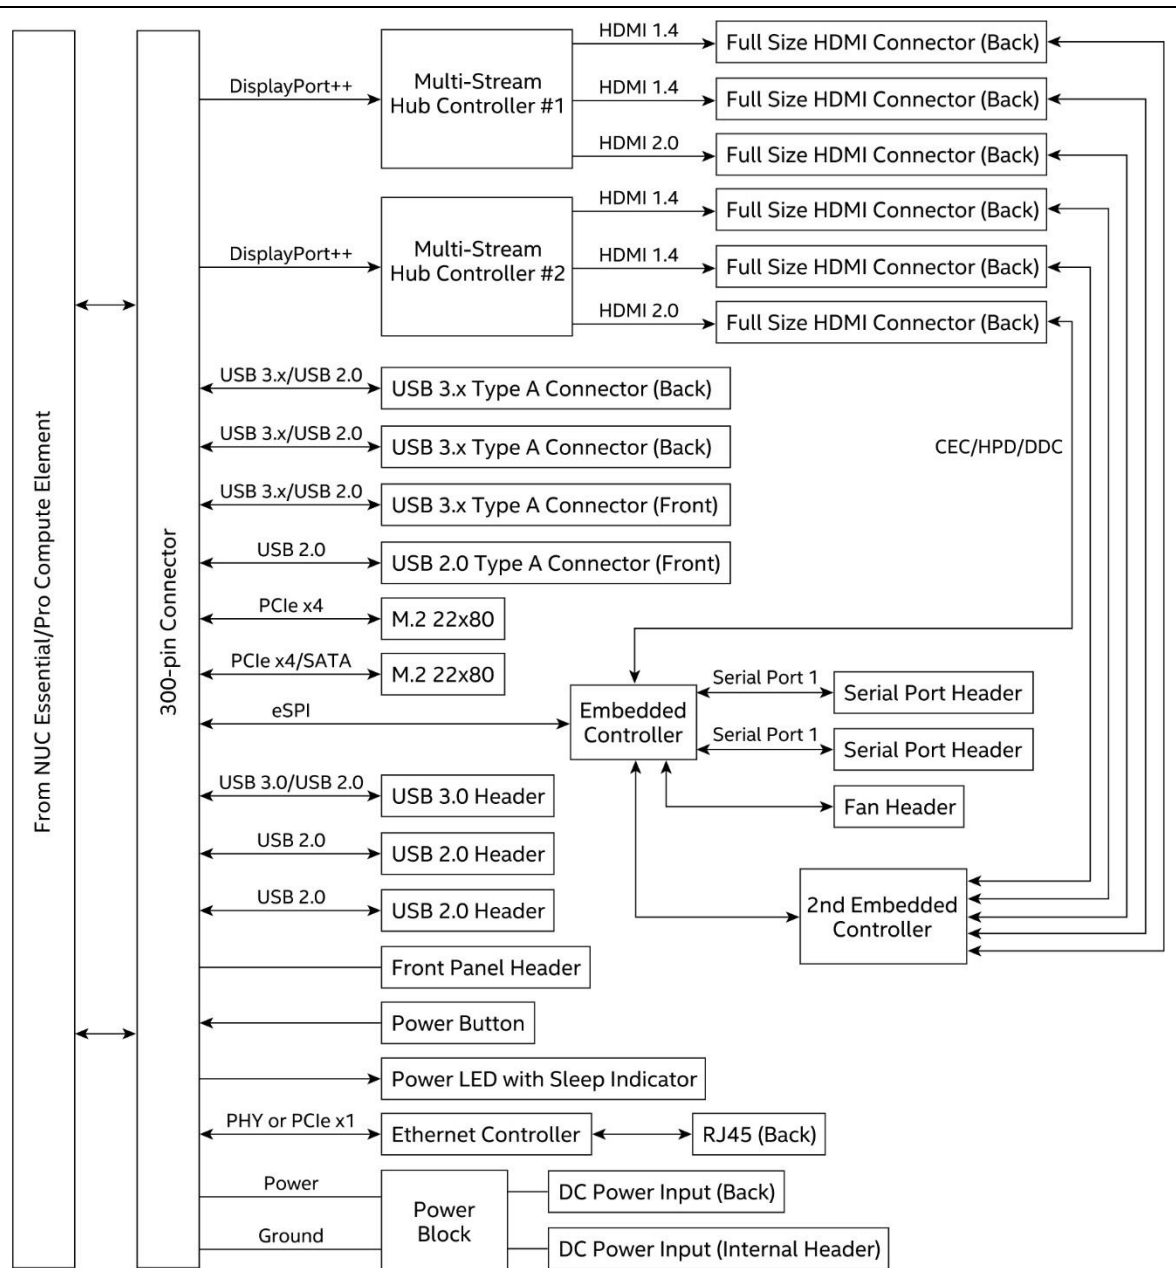 HDMI 1.4
Full Size HDMI Connector (Back)
DisplayPort++
Multi-Stream
Hub Controller #1
HDMI 1.4
Full Size HDMI Connector (Back)
HDMI 2.0
Full Size HDMI Connector (Back)
HDMI 1.4
Full Size HDMI Connector (Back)
DisplayPort++
Multi-Stream
Hub Controller #2
HDMI 1.4
Full Size HDMI Connector (Back)
HDMI 2.0
Full Size HDMI Connector (Back)
USB 3.x/USB 2.0
USB 3.x Type A Connector (Back)
USB 3.x/USB 2.0
USB 3.x Type A Connector (Back)
CEC/HPD/DDC
USB 3.x/USB 2.0
USB 3.x Type A Connector (Front)
USB 2.0
USB 2.0 Type A Connector (Front)
From NUC Essential/Pro Compute Element
300-pin Connector
PCIe x4
M.2 22x80
PCIe x4/SATA
M.2 22x80
eSPI
Embedded
Controller
Serial Port 1
Serial Port Header
Serial Port 1
Serial Port Header
Fan Header
USB 3.0/USB 2.0
USB 3.0 Header
USB 2.0
USB 2.0 Header
USB 2.0
USB 2.0 Header
2nd Embedded
Controller
Front Panel Header
Power Button
Power LED with Sleep Indicator
PHY or PCIe x1
Ethernet Controller
RJ45 (Back)
Power
Ground
Power
Block
DC Power Input (Back)
DC Power Input (Internal Header)